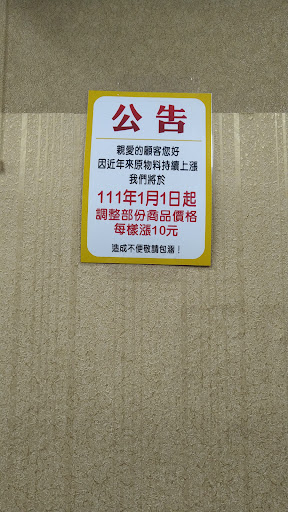 公告
親愛的顧客您好
因近年來原物料持續上漲
我們將於
111年1月1日起
調整部份商品價格
每樣漲10元
造成不便敬請包涵！